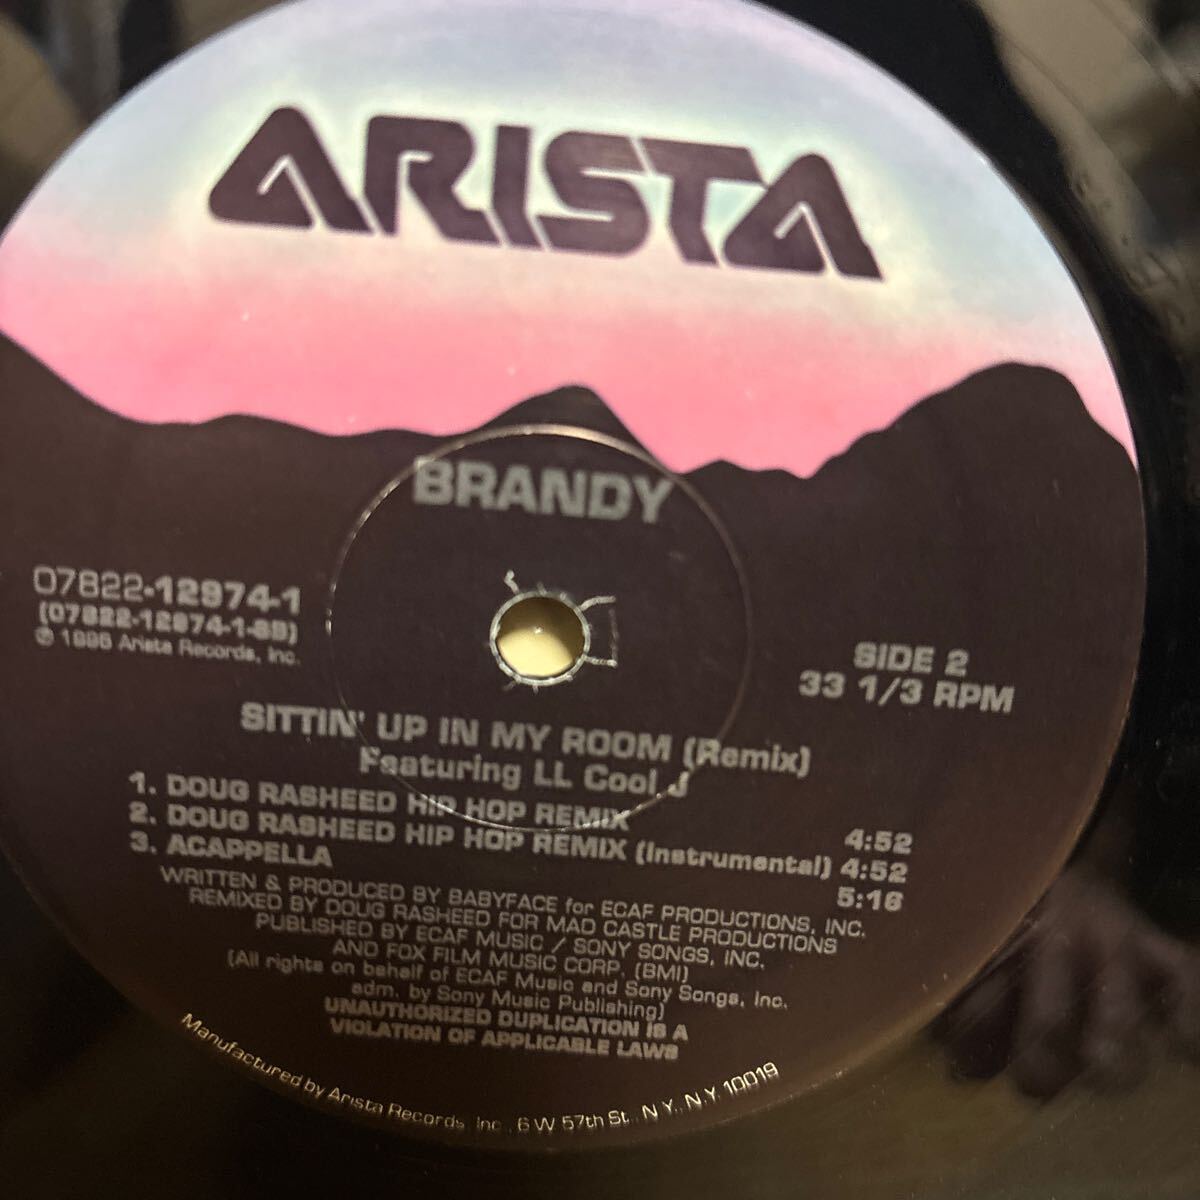 ARISTA
BRANDY
07822-12974-1
(07822-12974-1-SB)
℗ 1995 Arista Records, Inc.
SIDE 2
33 1/3 RPM
SITTIN' UP IN MY ROOM (Remix)
Featuring LL Cool J
1. DOUG RASHEED HIP HOP REMIX 4:52
2. DOUG RASHEED HIP HOP REMIX (Instrumental) 4:52
3. ACAPPELLA 5:16
WRITTEN & PRODUCED BY BABYFACE for ECAF PRODUCTIONS, INC.
REMIXED BY DOUG RASHEED FOR MAD CASTLE PRODUCTIONS
PUBLISHED BY ECAF MUSIC / SONY SONGS, INC.
AND FOX FILM MUSIC CORP. (BMI)
(All rights on behalf of ECAF Music and Sony Songs, Inc.
adm. by Sony Music Publishing)
UNAUTHORIZED DUPLICATION IS A
VIOLATION OF APPLICABLE LAWS
Manufactured by Arista Records, Inc., 6 W 57th St., N.Y., N.Y. 10019